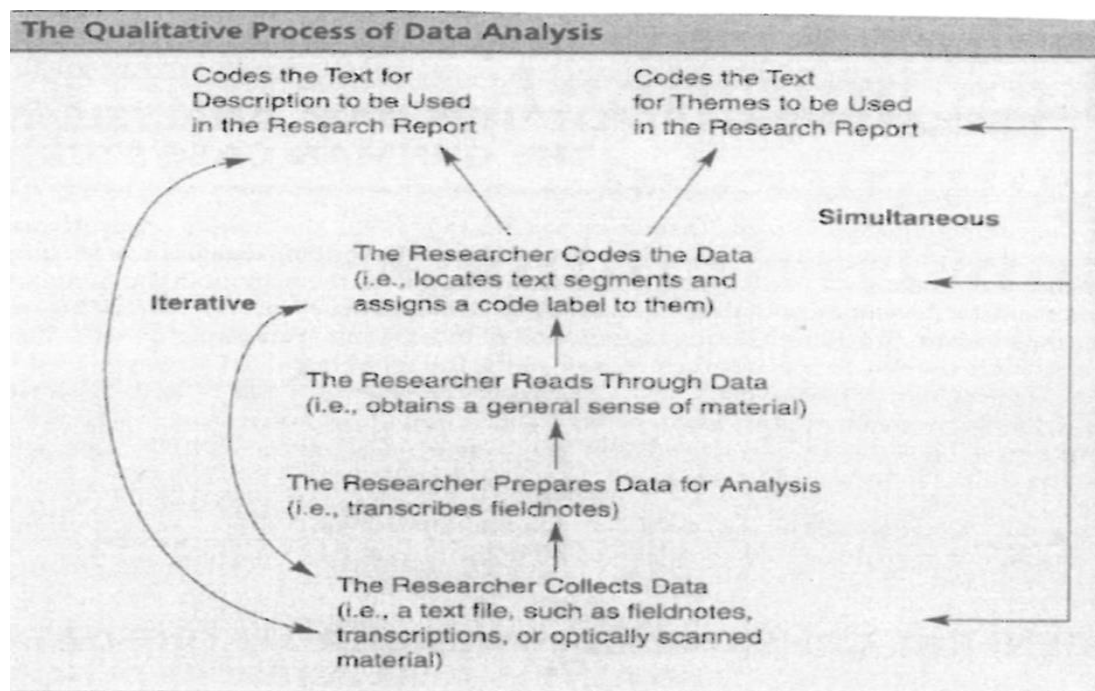 The Qualitative Process of Data Analysis
Codes the Text for
Description to be Used
in the Research Report
Codes the Text
for Themes to be Used
in the Research Report
Simultaneous
The Researcher Codes the Data
(i.e., locates text segments and
assigns a code label to them)
Iterative
The Researcher Reads Through Data
(i.e., obtains a general sense of material)
The Researcher Prepares Data for Analysis
(i.e., transcribes fieldnotes)
The Researcher Collects Data
(i.e., a text file, such as fieldnotes,
transcriptions, or optically scanned
material)